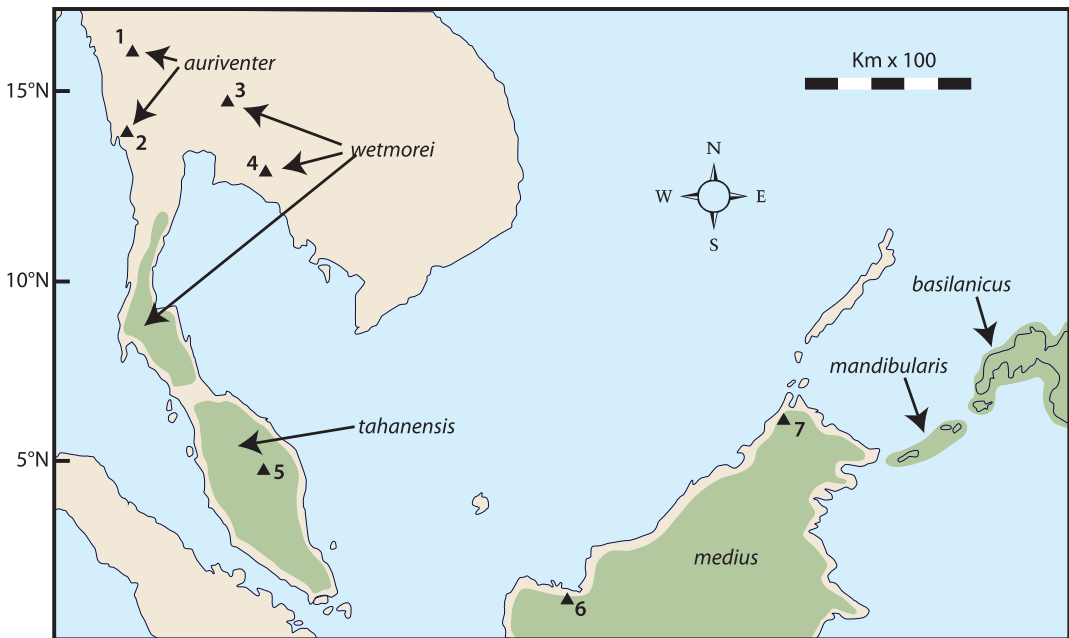 1
auriventer
Km x 100
15°N
3
2
wetmorei
4
N
W E
S
10°N
basilanicus
mandibularis
tahanensis
7
5°N
5
medius
6